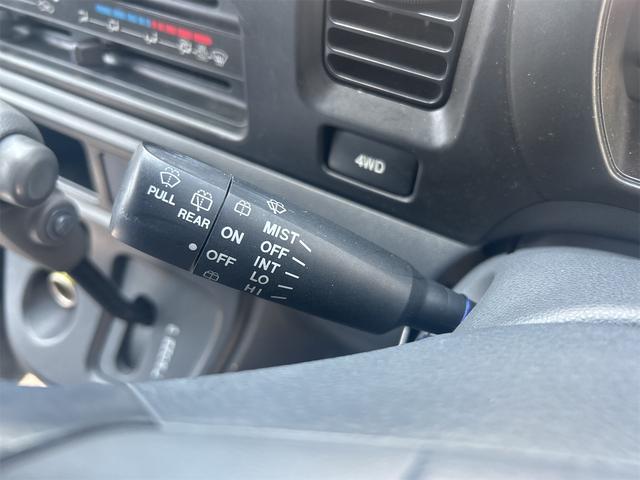 4WD
PULL
REAR
ON
OFF
MIST
OFF
INT
LO
HI